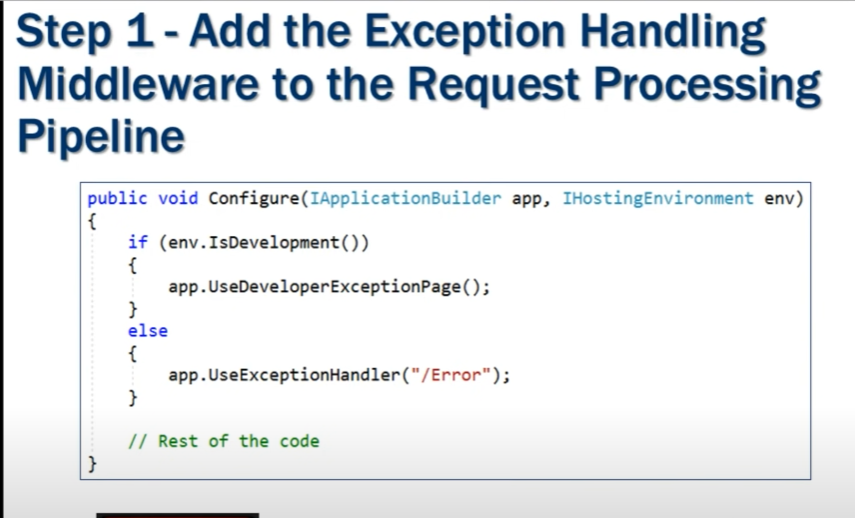 Step 1 - Add the Exception Handling
Middleware to the Request Processing
Pipeline
public void Configure(IApplicationBuilder app, IHostingEnvironment env)
{
if (env.IsDevelopment())
{
app.UseDeveloperExceptionPage();
}
else
{
app.UseExceptionHandler("/Error");
}
// Rest of the code
}